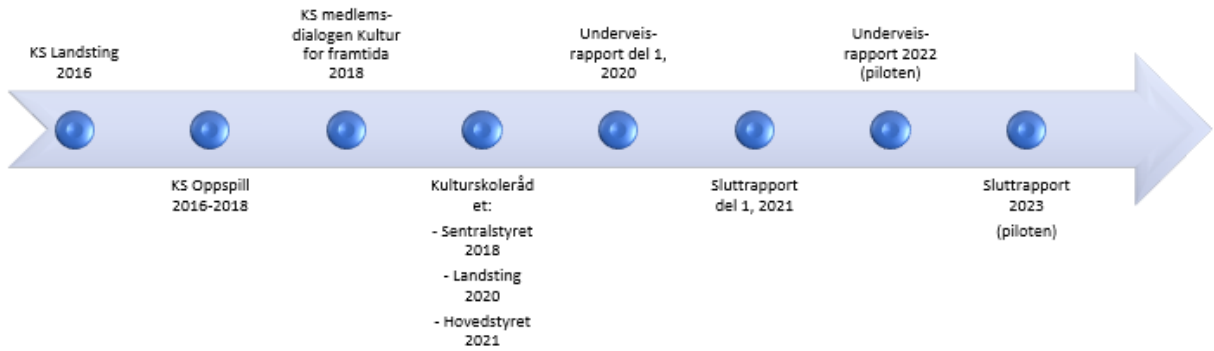 KS Landsting
2016
KS Oppspill
2016-2018
KS medlems-
dialogen Kultur
for framtida
2018
Kulturskoleråd
et:
- Sentralstyret
2018
- Landsting
2020
- Hovedstyret
2021
Underveis-
rapport del 1,
2020
Sluttrapport
del 1, 2021
Underveis-
rapport 2022
(piloten)
Sluttrapport
2023
(piloten)